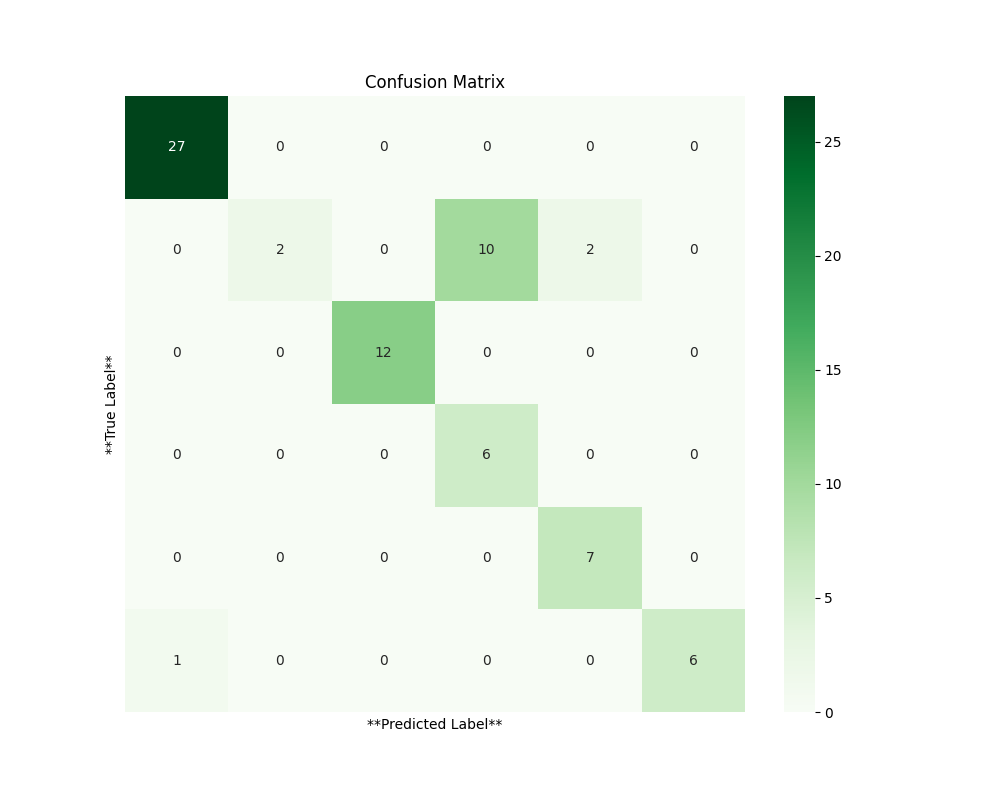 Confusion Matrix
27 0 0 0 0 0
0 2 0 10 2 0
0 0 12 0 0 0
0 0 0 6 0 0
0 0 0 0 7 0
1 0 0 0 0 6
**True Label**
**Predicted Label**
25
20
15
10
5
0